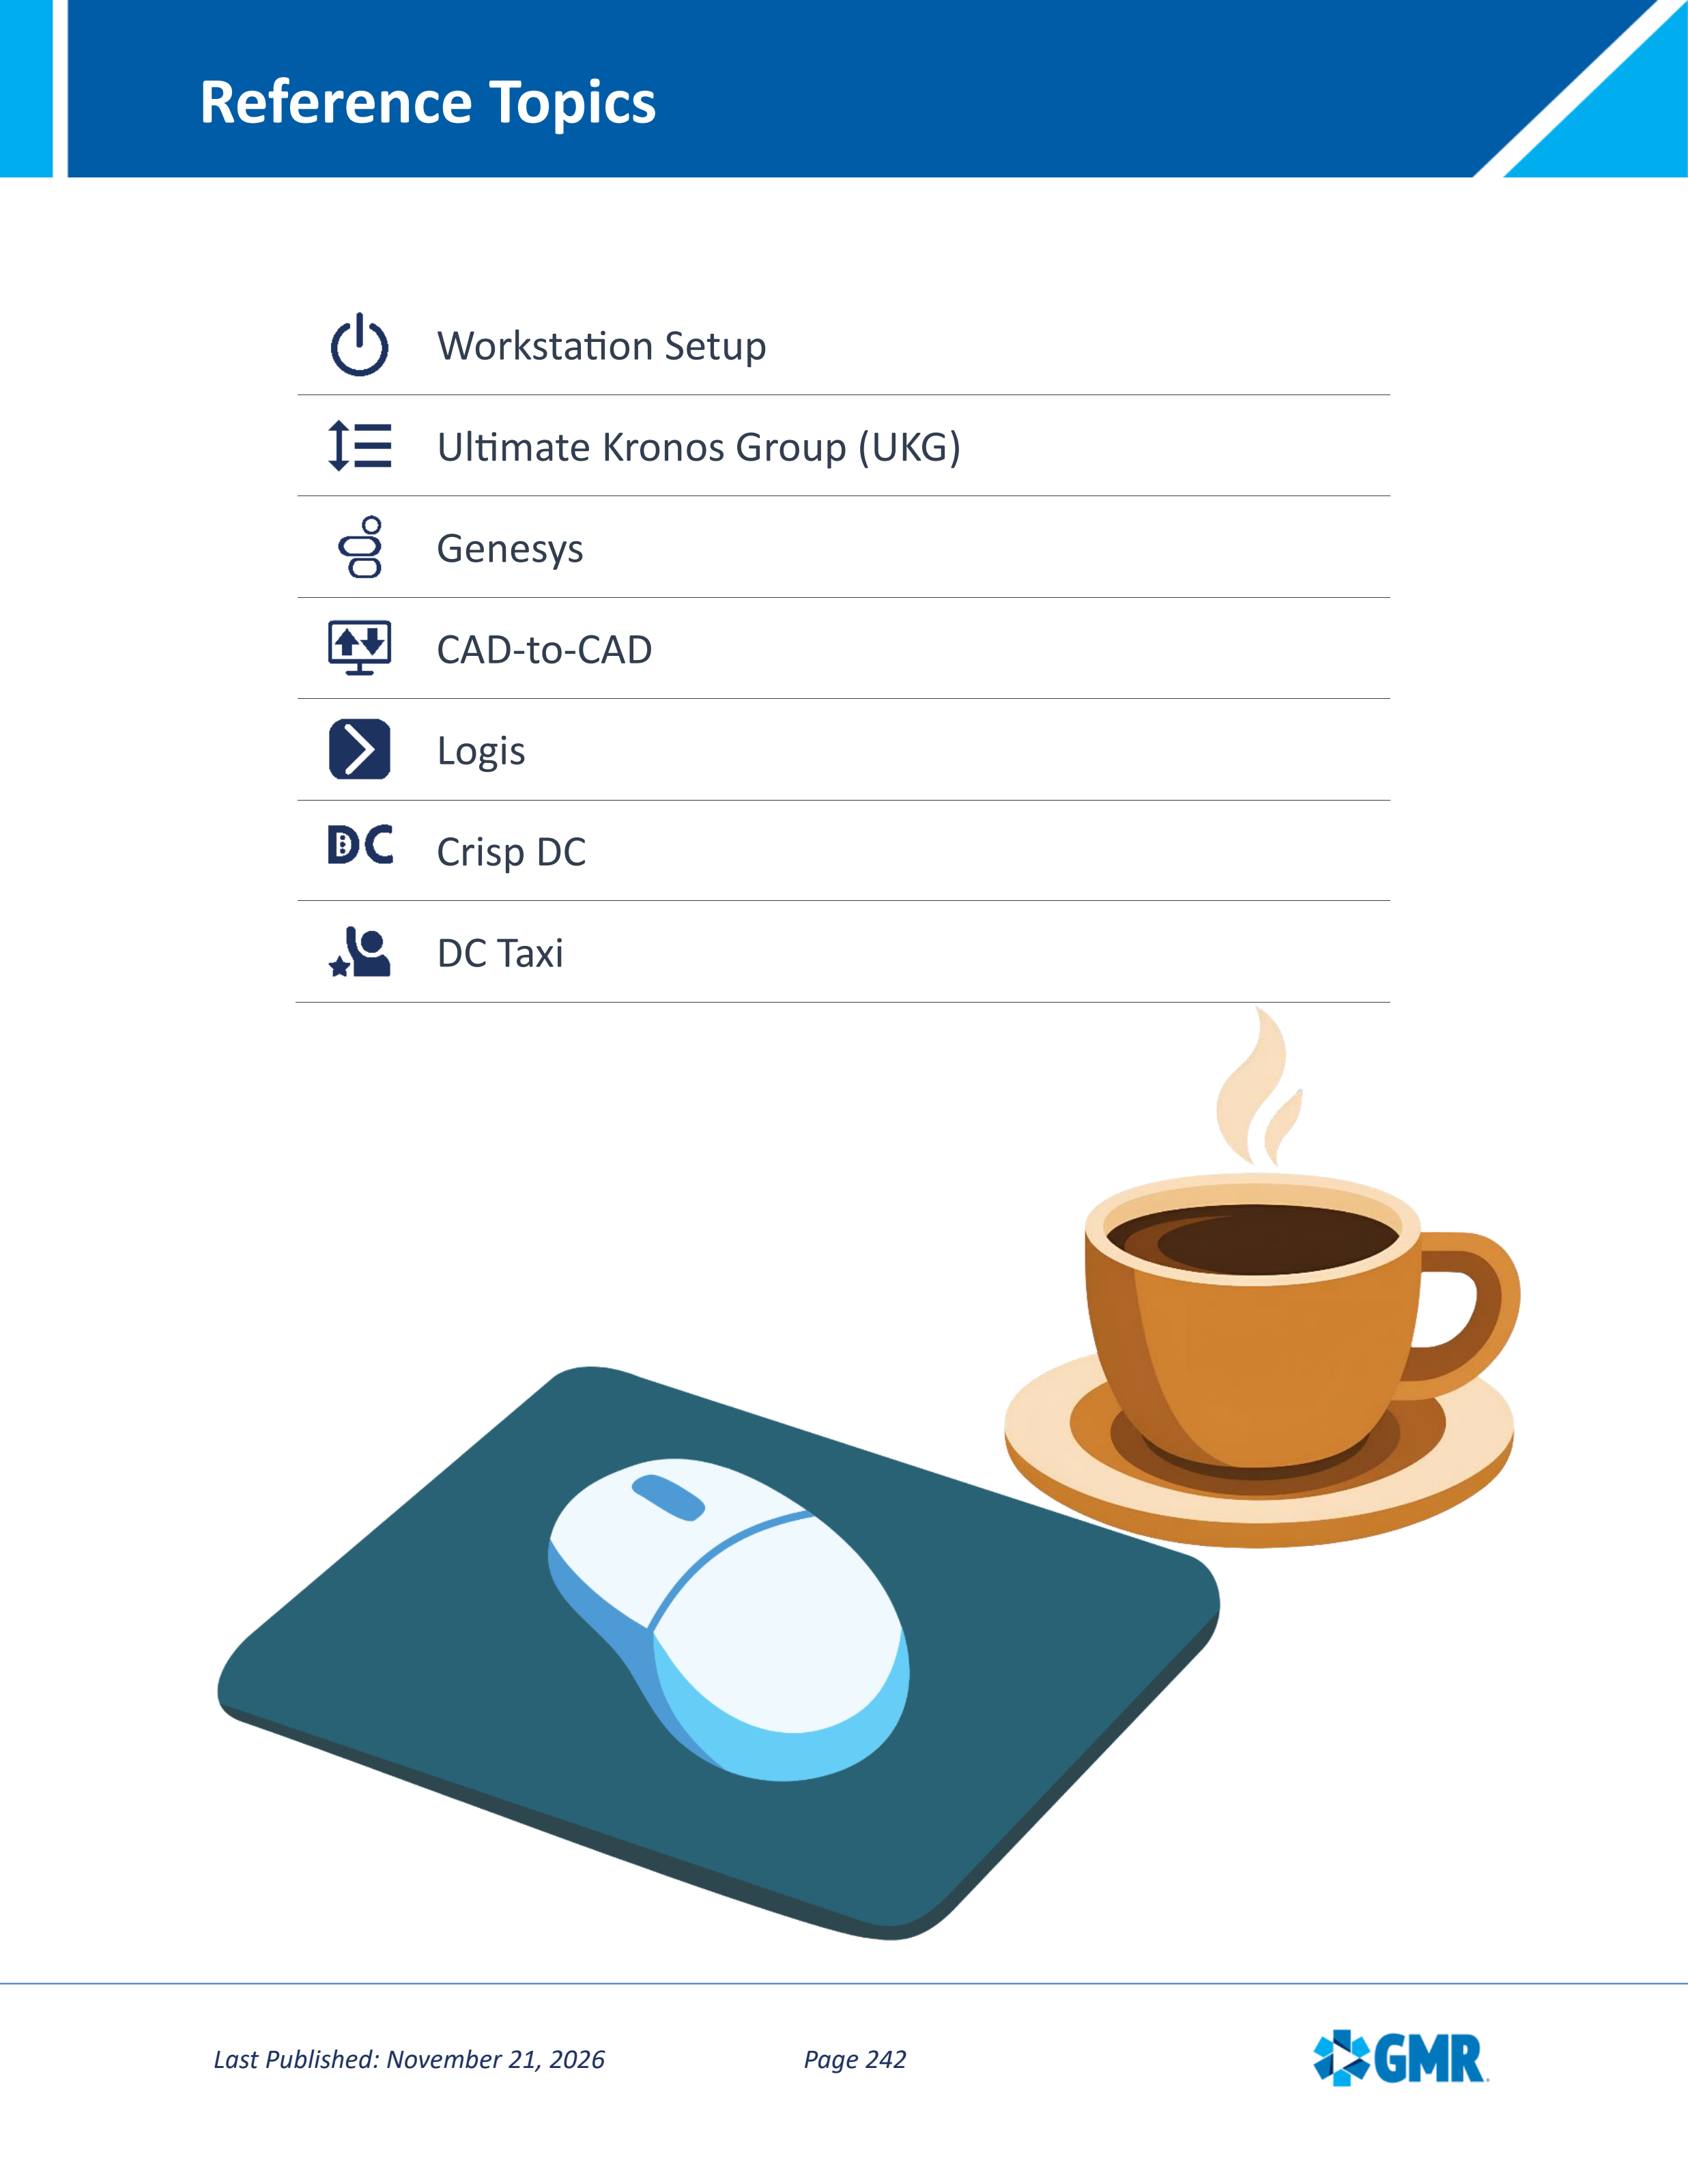 Reference Topics
Workstation Setup
Ultimate Kronos Group (UKG)
Genesys
CAD-to-CAD
Logis
DC
Crisp DC
DC Taxi
Last Published: November 21, 2026
Page 242
GMR